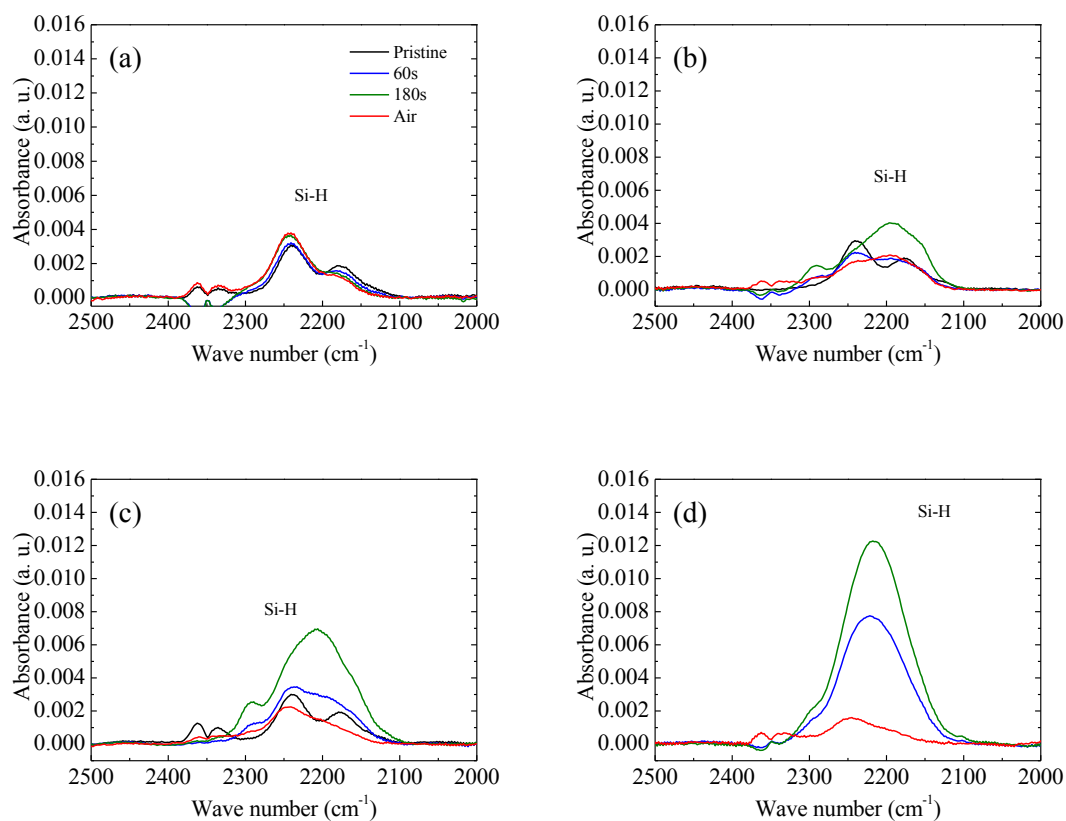 0.016
0.014
0.012
0.010
0.008
0.006
0.004
0.002
0.000
Absorbance (a. u.)
(a)
Pristine
60s
180s
Air
Si-H
2500 2400 2300 2200 2100 2000
Wave number (cm⁻¹)
0.016
0.014
0.012
0.010
0.008
0.006
0.004
0.002
0.000
Absorbance (a. u.)
(b)
Si-H
2500 2400 2300 2200 2100 2000
Wave number (cm⁻¹)
0.016
0.014
0.012
0.010
0.008
0.006
0.004
0.002
0.000
Absorbance (a. u.)
(c)
Si-H
2500 2400 2300 2200 2100 2000
Wave number (cm⁻¹)
0.016
0.014
0.012
0.010
0.008
0.006
0.004
0.002
0.000
Absorbance (a. u.)
(d)
Si-H
2500 2400 2300 2200 2100 2000
Wave number (cm⁻¹)